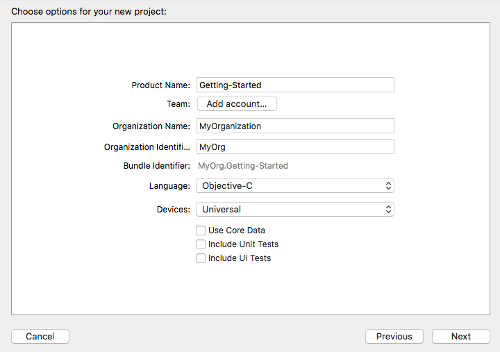 Choose options for your new project:
Product Name: Getting-Started
Team: Add account...
Organization Name: MyOrganization
Organization Identifi... MyOrg
Bundle Identifier: MyOrg.Getting-Started
Language: Objective-C
Devices: Universal
Use Core Data
Include Unit Tests
Include UI Tests
Cancel Previous Next